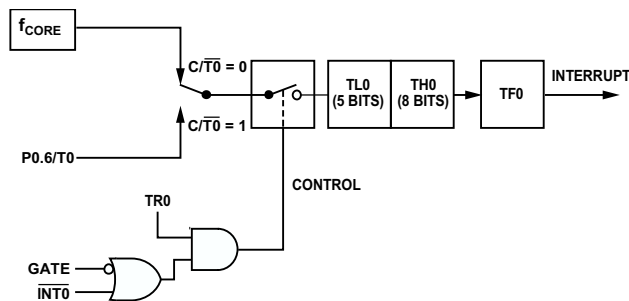 fCORE
C/T0̅ = 0
C/T0̅ = 1
P0.6/T0
TL0
(5 BITS)
TH0
(8 BITS)
TF0
INTERRUPT
CONTROL
TR0
GATE
I̅N̅T̅0̅